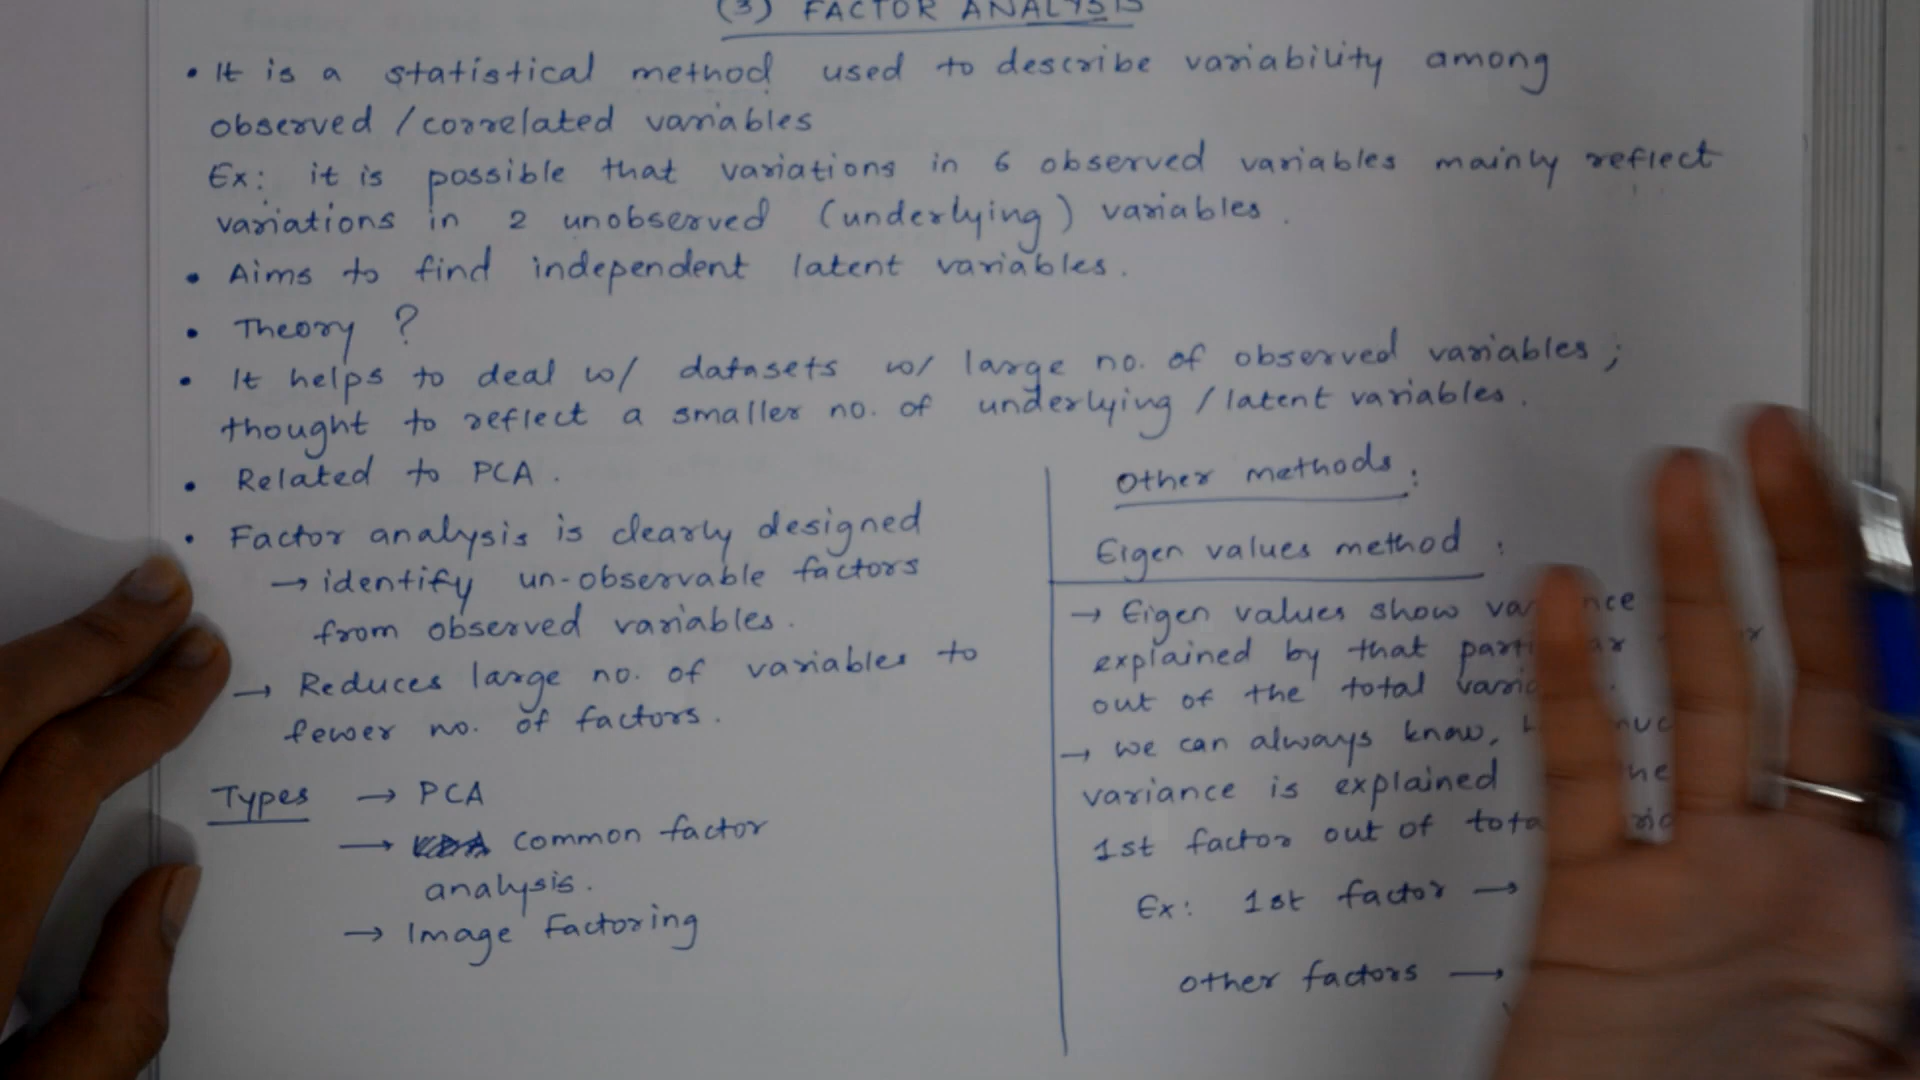 (3) FACTOR ANALYSIS
• It is a statistical method used to describe variability among
observed / correlated variables
Ex: it is possible that variations in 6 observed variables mainly reflect
variations in 2 unobserved (underlying) variables.
• Aims to find independent latent variables.
• Theory ?
• It helps to deal w/ datasets w/ large no. of observed variables ;
thought to reflect a smaller no. of underlying / latent variables.
• Related to PCA.
• Factor analysis is clearly designed
→ identify un-observable factors
from observed variables.
→ Reduces large no. of variables to
fewer no. of factors.
Types → PCA
→ common factor
analysis.
→ Image Factoring
Other methods:
Eigen values method :
→ Eigen values show
explained by that
out of the total
→ we can always know,
variance is explained
1st factor out of
Ex: 1st factor →
other factors →